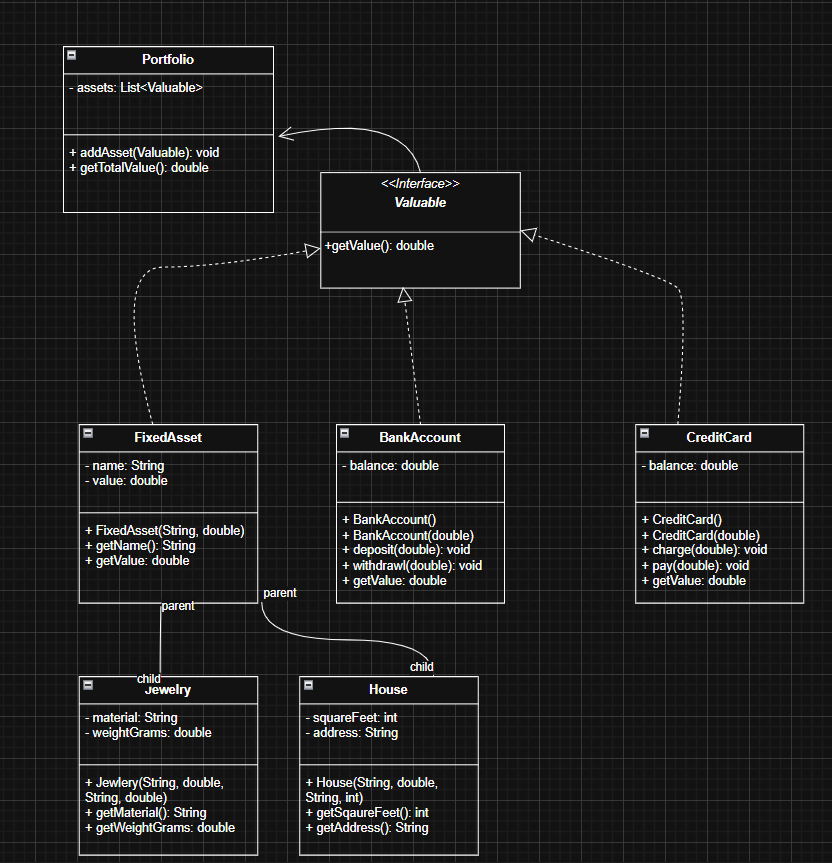 Portfolio
- assets: List<Valuable>
+ addAsset(Valuable): void
+ getTotalValue(): double
<<Interface>>
Valuable
+getValue(): double
FixedAsset
- name: String
- value: double
+ FixedAsset(String, double)
+ getName(): String
+ getValue: double
BankAccount
- balance: double
+ BankAccount()
+ BankAccount(double)
+ deposit(double): void
+ withdrawl(double): void
+ getValue: double
CreditCard
- balance: double
+ CreditCard()
+ CreditCard(double)
+ charge(double): void
+ pay(double): void
+ getValue: double
parent
parent
child
child
Jewelry
- material: String
- weightGrams: double
+ Jewlery(String, double,
String, double)
+ getMaterial(): String
+ getWeightGrams: double
House
- squareFeet: int
- address: String
+ House(String, double,
String, int)
+ getSqaureFeet(): int
+ getAddress(): String